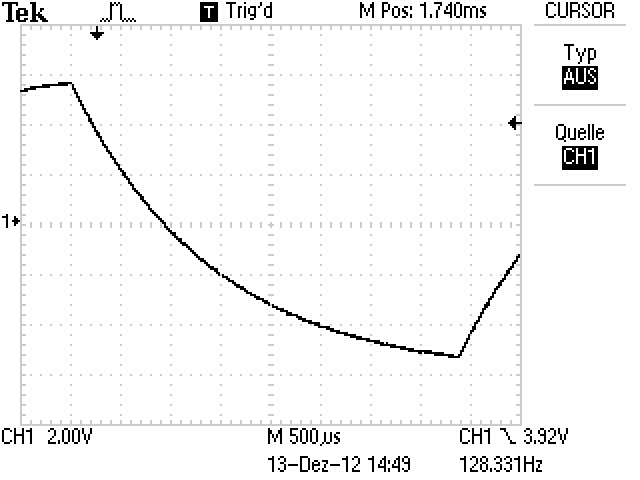 Tek T Trig'd M Pos: 1.740ms CURSOR
Typ
AUS
Quelle
CH1
1
CH1 2.00V M 500µs CH1 3.92V
13-Dez-12 14:49 128.331Hz